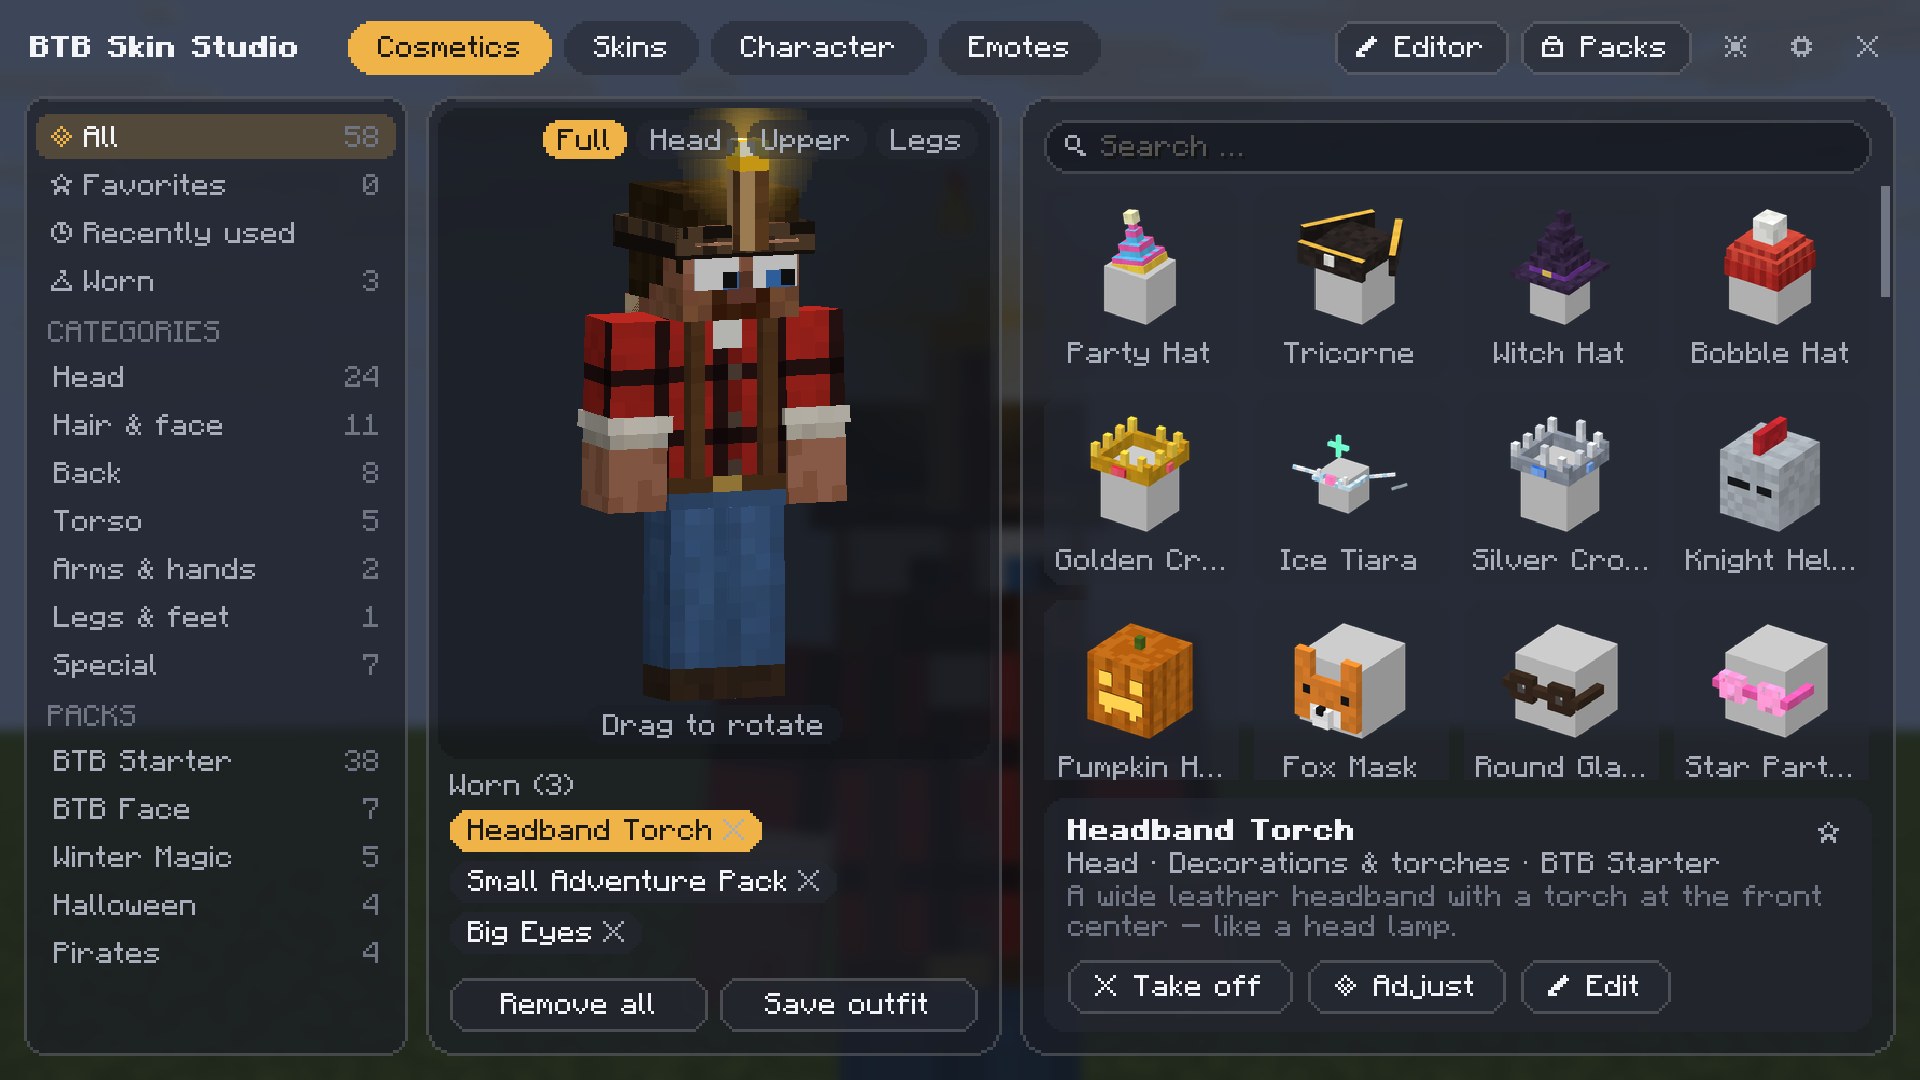 BTB Skin Studio
Cosmetics
Skins
Character
Emotes
Editor
Packs
All 58
Favorites 0
Recently used
Worn 3
CATEGORIES
Head 24
Hair & face 11
Back 8
Torso 5
Arms & hands 2
Legs & feet 1
Special 7
PACKS
BTB Starter 38
BTB Face 7
Winter Magic 5
Halloween 4
Pirates 4
Full
Head
Upper
Legs
Drag to rotate
Worn (3)
Headband Torch
Small Adventure Pack
Big Eyes
Remove all
Save outfit
Search ...
Party Hat
Tricorne
Witch Hat
Bobble Hat
Golden Cr...
Ice Tiara
Silver Cro...
Knight Hel...
Pumpkin H...
Fox Mask
Round Gla...
Star Part...
Headband Torch
Head · Decorations & torches · BTB Starter
A wide leather headband with a torch at the front
center – like a head lamp.
Take off
Adjust
Edit